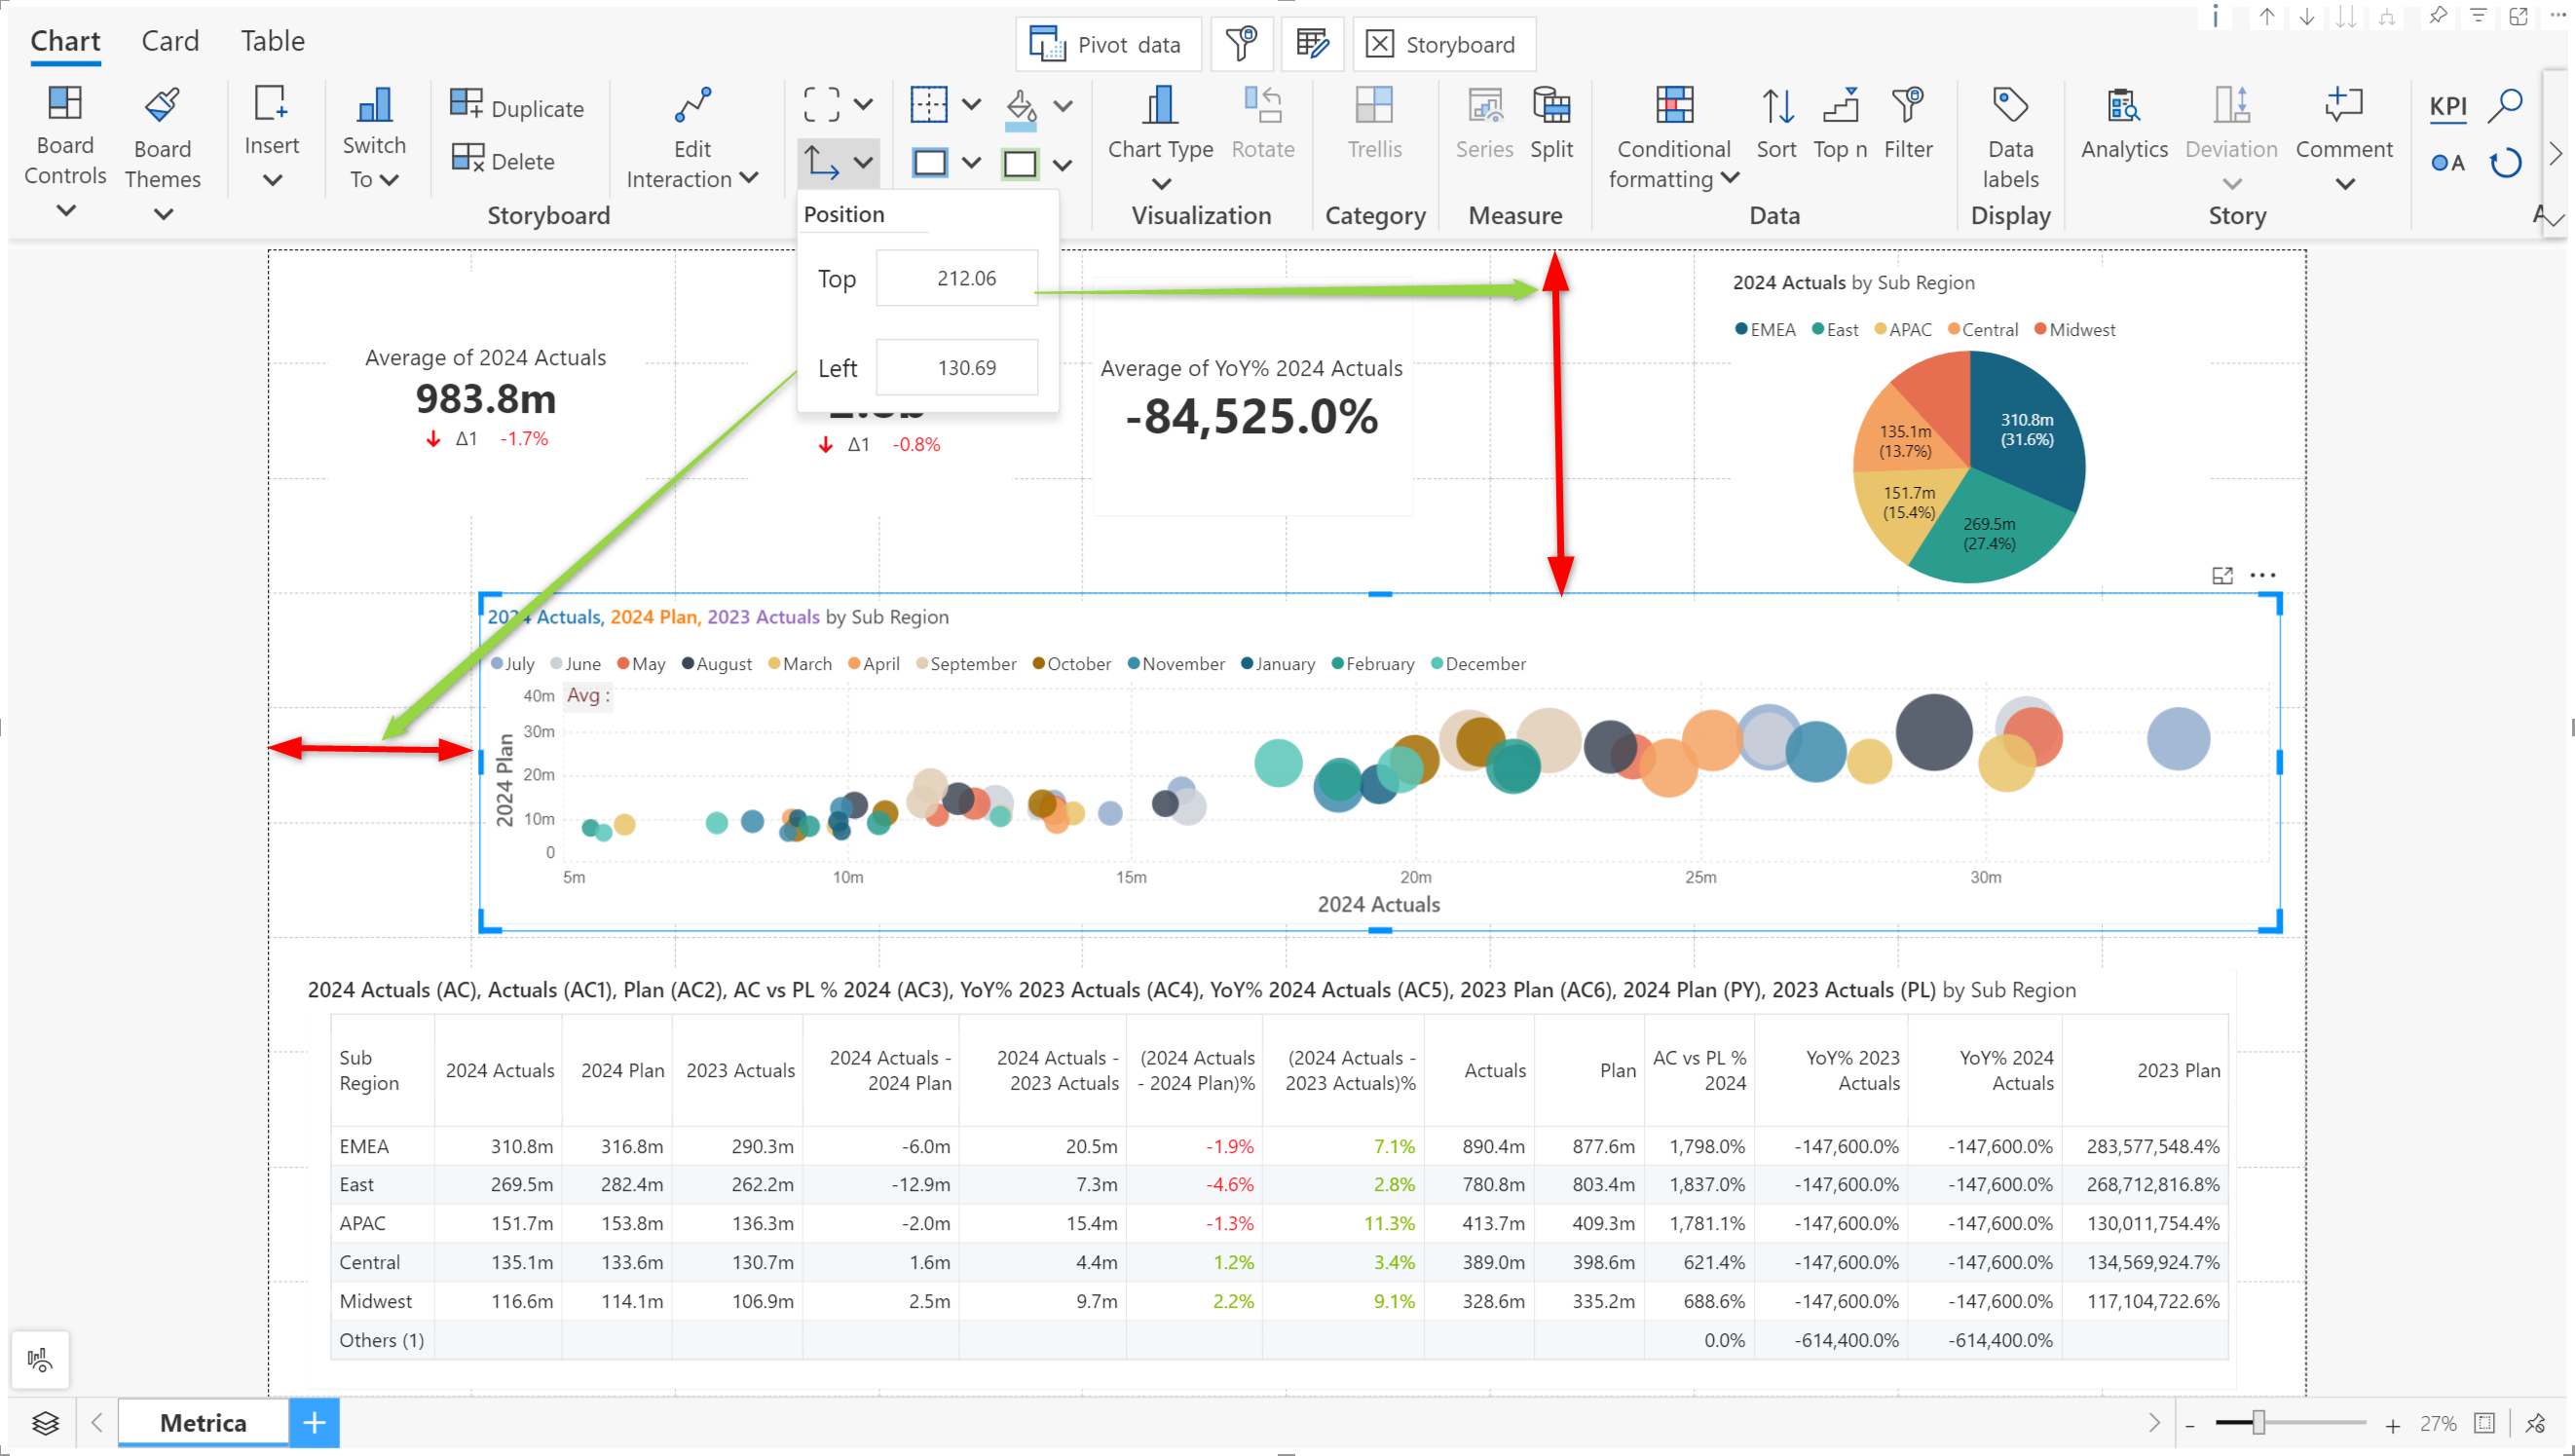 Chart Card Table
Pivot data
Storyboard
Board Controls
Board Themes
Insert
Switch To
Duplicate
Delete
Storyboard
Edit Interaction
Chart Type
Rotate
Visualization
Trellis
Category
Series
Split
Measure
Conditional formatting
Sort
Top n
Filter
Data
Data labels
Display
Analytics
Deviation
Comment
Story
KPI
A
Position
Top 212.06
Left 130.69
Average of 2024 Actuals
983.8m
Δ1 -1.7%
Δ1 -0.8%
Average of YoY% 2024 Actuals
-84,525.0%
2024 Actuals by Sub Region
EMEA East APAC Central Midwest
310.8m
(31.6%)
135.1m
(13.7%)
151.7m
(15.4%)
269.5m
(27.4%)
2024 Actuals, 2024 Plan, 2023 Actuals by Sub Region
July June May August March April September October November January February December
Avg :
40m
30m
20m
10m
0
2024 Plan
5m 10m 15m 20m 25m 30m
2024 Actuals
2024 Actuals (AC), Actuals (AC1), Plan (AC2), AC vs PL % 2024 (AC3), YoY% 2023 Actuals (AC4), YoY% 2024 Actuals (AC5), 2023 Plan (AC6), 2024 Plan (PY), 2023 Actuals (PL) by Sub Region
Sub Region 2024 Actuals 2024 Plan 2023 Actuals 2024 Actuals - 2024 Plan 2024 Actuals - 2023 Actuals (2024 Actuals - 2024 Plan)% (2024 Actuals - 2023 Actuals)% Actuals Plan AC vs PL % 2024 YoY% 2023 Actuals YoY% 2024 Actuals 2023 Plan
EMEA 310.8m 316.8m 290.3m -6.0m 20.5m -1.9% 7.1% 890.4m 877.6m 1,798.0% -147,600.0% -147,600.0% 283,577,548.4%
East 269.5m 282.4m 262.2m -12.9m 7.3m -4.6% 2.8% 780.8m 803.4m 1,837.0% -147,600.0% -147,600.0% 268,712,816.8%
APAC 151.7m 153.8m 136.3m -2.0m 15.4m -1.3% 11.3% 413.7m 409.3m 1,781.1% -147,600.0% -147,600.0% 130,011,754.4%
Central 135.1m 133.6m 130.7m 1.6m 4.4m 1.2% 3.4% 389.0m 398.6m 621.4% -147,600.0% -147,600.0% 134,569,924.7%
Midwest 116.6m 114.1m 106.9m 2.5m 9.7m 2.2% 9.1% 328.6m 335.2m 688.6% -147,600.0% -147,600.0% 117,104,722.6%
Others (1) 0.0% -614,400.0% -614,400.0%
Metrica
27%